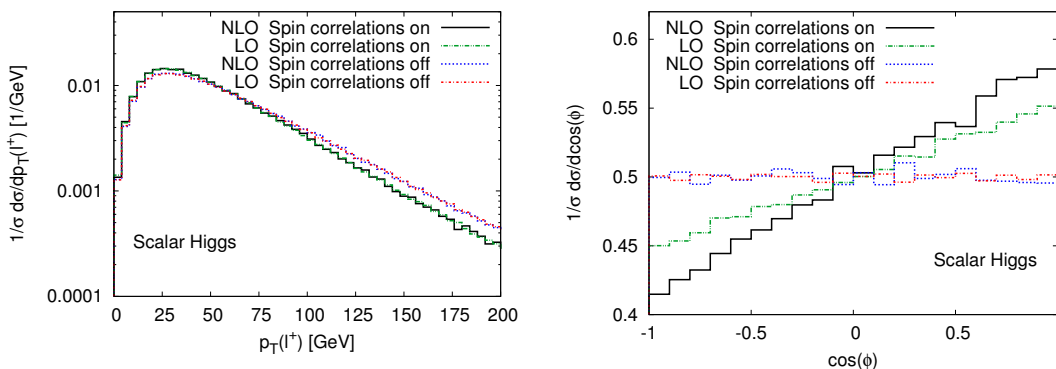 NLO Spin correlations on
LO Spin correlations on
NLO Spin correlations off
LO Spin correlations off
0.01
0.001
0.0001
1/σ dσ/dp_T(l⁺) [1/GeV]
Scalar Higgs
0 25 50 75 100 125 150 175 200
p_T(l⁺) [GeV]
NLO Spin correlations on
LO Spin correlations on
NLO Spin correlations off
LO Spin correlations off
0.6
0.55
0.5
0.45
0.4
1/σ dσ/dcos(ϕ)
Scalar Higgs
-1 -0.5 0 0.5
cos(ϕ)